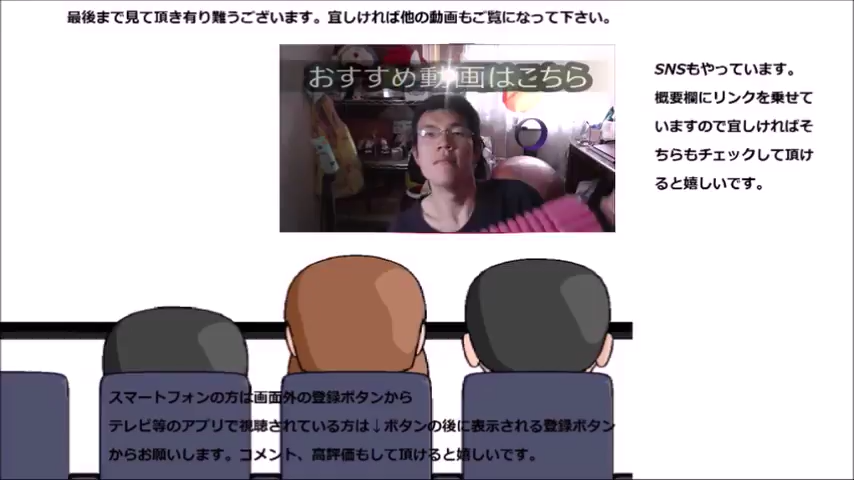 最後まで見て頂き有り難うございます。宜しければ他の動画もご覧になって下さい。
おすすめ動画はこちら
SNSもやっています。
概要欄にリンクを乗せて
いますので宜しければそ
ちらもチェックして頂け
ると嬉しいです。
スマートフォンの方は画面外の登録ボタンから
テレビ等のアプリで視聴されている方は↓ボタンの後に表示される登録ボタン
からお願いします。コメント、高評価もして頂けると嬉しいです。